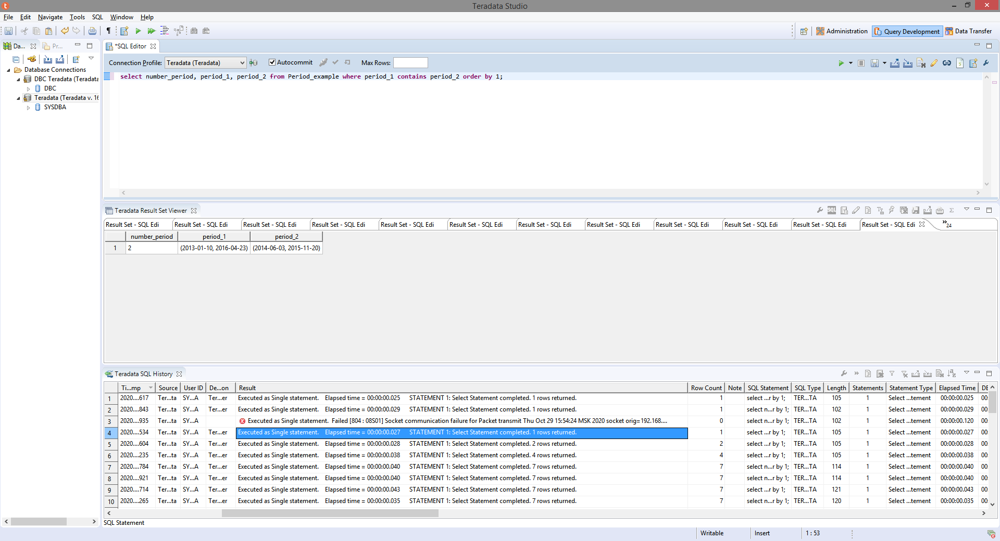 Teradata Studio
File Edit Navigate Tools SQL Window Help
Administration Query Development Data Transfer
Da... Pr...
*SQL Editor
Connection Profile: Teradata (Teradata) Autocommit Max Rows:
Database Connections
DBC Teradata (Teradata
DBC
Teradata (Teradata v. 16
SYSDBA
select number_period, period_1, period_2 from Period_example where period_1 contains period_2 order by 1;
Teradata Result Set Viewer
Result Set - SQL Edi Result Set - SQL Edi Result Set - SQL Edi Result Set - SQL Edi Result Set - SQL Edi Result Set - SQL Edi Result Set - SQL Edi Result Set - SQL Edi Result Set - SQL Edi Result Set - SQL Edi Result Set - SQL Edi Result Set - SQL Edi »24
number_period period_1 period_2
1 2 (2013-01-10, 2016-04-23) (2014-06-03, 2015-11-20)
Teradata SQL History
Ti...mp Source User ID De...on Result Row Count Note SQL Statement SQL Type Length Statements Statement Type Elapsed Time DE
1 2020....617 Ter...ta SY...A Ter...er Executed as Single statement. Elapsed time = 00:00:00.025 STATEMENT 1: Select Statement completed. 1 rows returned. 1 select ...r by 1; TER...TA 105 1 Select ...tement 00:00:00.025 00:
2 2020....843 Ter...ta SY...A Ter...er Executed as Single statement. Elapsed time = 00:00:00.029 STATEMENT 1: Select Statement completed. 1 rows returned. 1 select n...r by 1; TER...TA 102 1 Select ...tement 00:00:00.029 00:
3 2020....935 Ter...ta SY...A Executed as Single statement. Failed [804 : 08S01] Socket communication failure for Packet transmit Thu Oct 29 15:54:24 MSK 2020 socket orig=192.168.... 0 select n...r by 1; TER...TA 102 1 Select ...tement 00:00:00.120 00:
4 2020....534 Ter...ta SY...A Ter...er Executed as Single statement. Elapsed time = 00:00:00.027 STATEMENT 1: Select Statement completed. 1 rows returned. 1 select ...r by 1; TER...TA 105 1 Select ...tement 00:00:00.027 00:
5 2020....604 Ter...ta SY...A Ter...er Executed as Single statement. Elapsed time = 00:00:00.028 STATEMENT 1: Select Statement completed. 2 rows returned. 2 select ...r by 1; TER...TA 105 1 Select ...tement 00:00:00.028 00:
6 2020....235 Ter...ta SY...A Ter...er Executed as Single statement. Elapsed time = 00:00:00.038 STATEMENT 1: Select Statement completed. 4 rows returned. 4 select ...r by 1; TER...TA 105 1 Select ...tement 00:00:00.038 00:
7 2020....784 Ter...ta SY...A Ter...er Executed as Single statement. Elapsed time = 00:00:00.040 STATEMENT 1: Select Statement completed. 7 rows returned. 7 select n...r by 1; TER...TA 114 1 Select ...tement 00:00:00.040 00:
8 2020....921 Ter...ta SY...A Ter...er Executed as Single statement. Elapsed time = 00:00:00.040 STATEMENT 1: Select Statement completed. 7 rows returned. 7 select n...r by 1; TER...TA 114 1 Select ...tement 00:00:00.040 00:
9 2020....714 Ter...ta SY...A Ter...er Executed as Single statement. Elapsed time = 00:00:00.043 STATEMENT 1: Select Statement completed. 7 rows returned. 7 select ...r by 1; TER...TA 121 1 Select ...tement 00:00:00.043 00:
10 2020....265 Ter...ta SY...A Ter...er Executed as Single statement. Elapsed time = 00:00:00.035 STATEMENT 1: Select Statement completed. 7 rows returned. 7 select n...r by 1; TER...TA 120 1 Select ...tement 00:00:00.035 00:
SQL Statement
Writable Insert 1 : 53